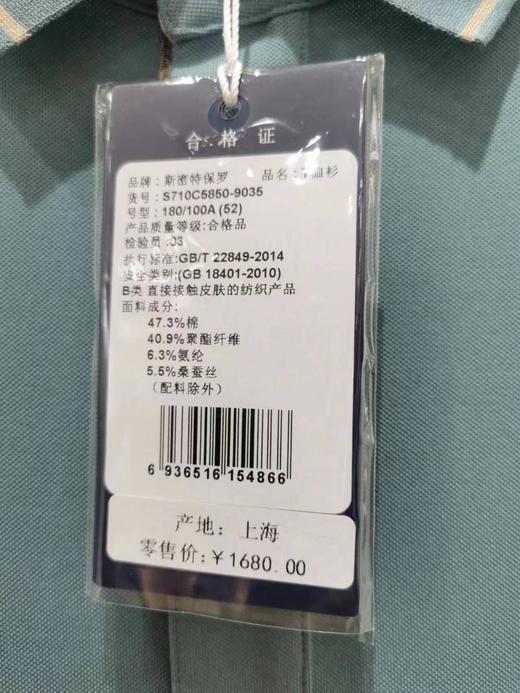 合格证
品牌：斯密特保罗 品名：T恤衫
货号：S710C5850-9035
号型：180/100A (52)
产品质量等级:合格品
检验员：03
执行标准:GB/T 22849-2014
安全类别:(GB 18401-2010)
B类 直接接触皮肤的纺织产品
面料成分：
47.3%棉
40.9%聚酯纤维
6.3%氨纶
5.5%桑蚕丝
（配料除外）
6 936516 154866
产地：上海
零售价:￥1680.00